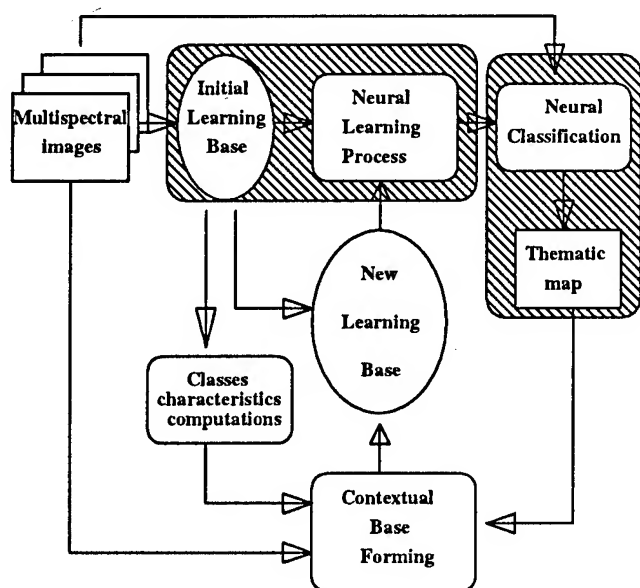 Multispectral
images
Initial
Learning
Base
Neural
Learning
Process
Neural
Classification
Thematic
map
New
Learning
Base
Classes
characteristics
computations
Contextual
Base
Forming